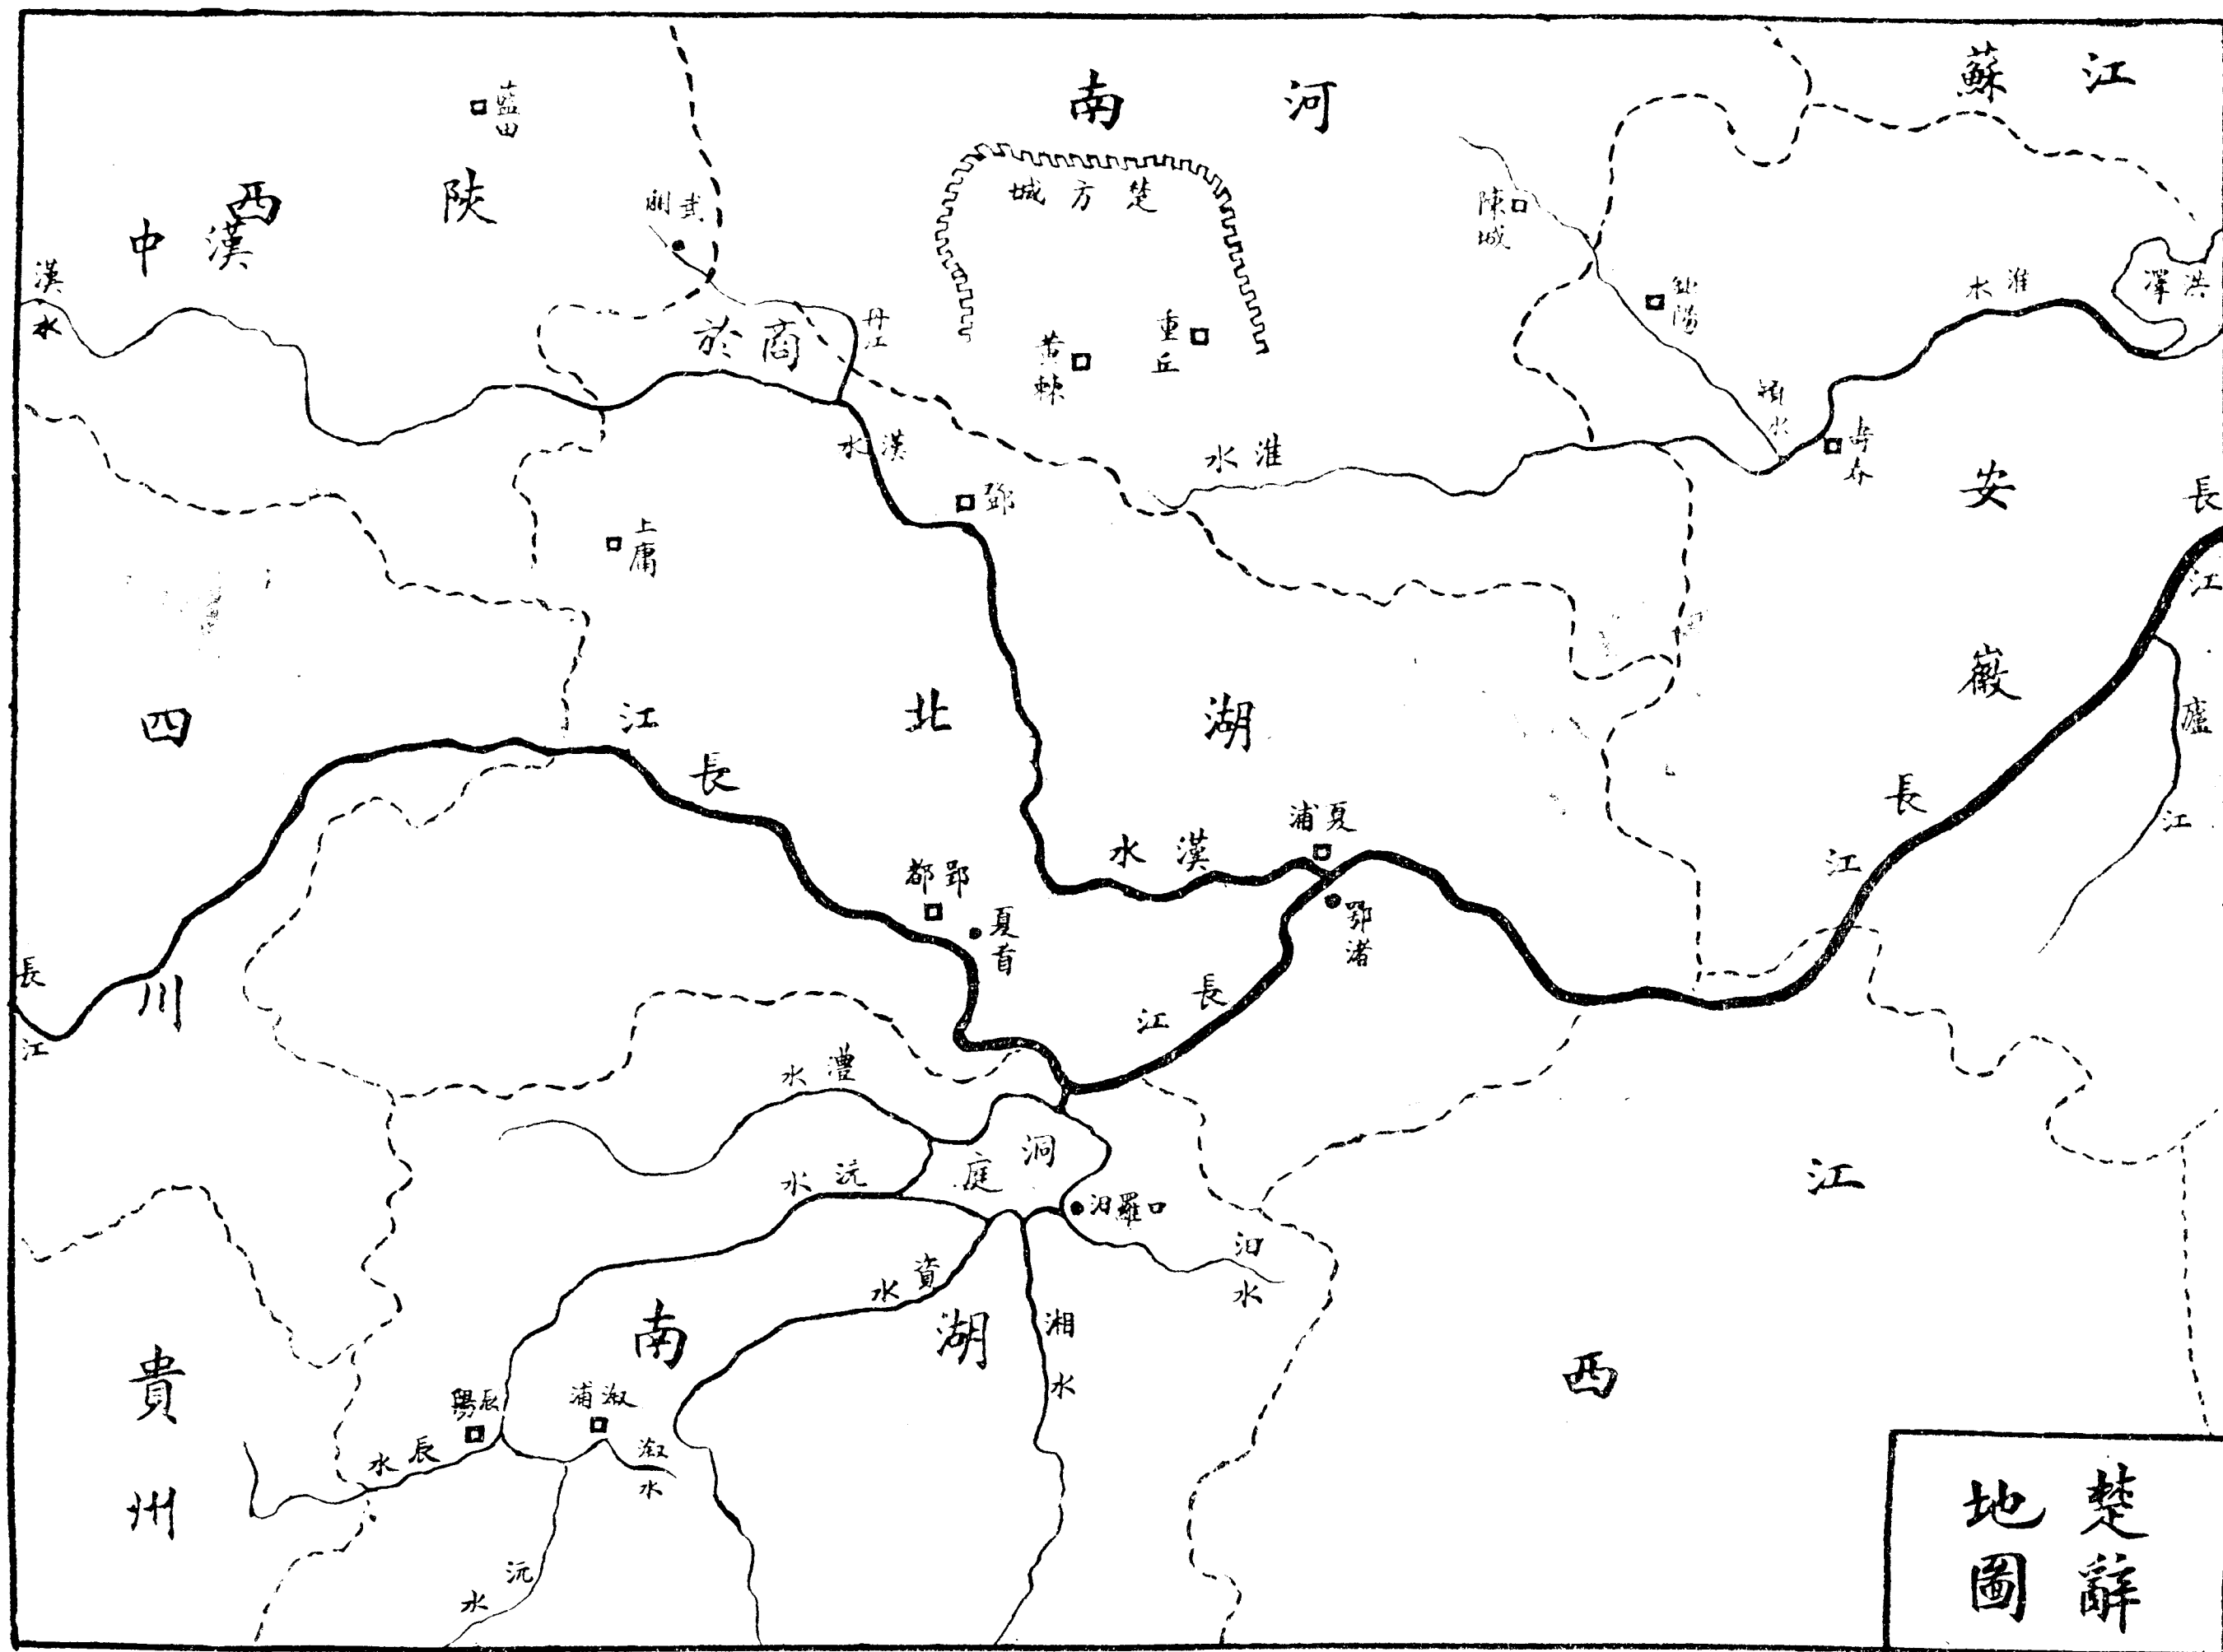 楚辭
地圖
江蘇
河南
陝西
漢中
藍田
武關
楚方城
陳城
鉅陽
洪澤
淮水
漢水
商於
丹江
黃棘
重丘
潁水
壽春
漢水
鄧
淮水
上庸
安徽
長江
廬江
四川
湖北
長江
長江
夏浦
漢水
郢都
夏首
鄂渚
長江
長江
澧水
洞庭
沅水
汨羅口
汨水
資水
湖南
湘水
江西
貴州
辰陽
漵浦
辰水
漵水
沅水